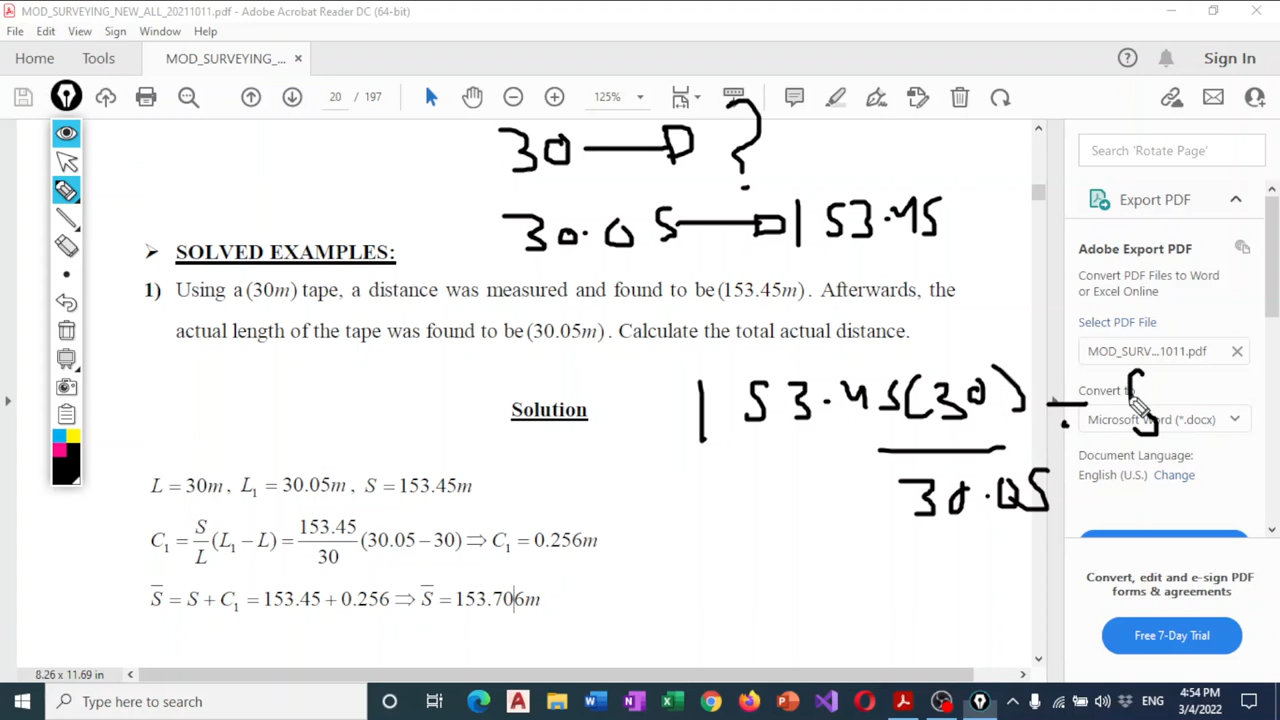 MOD_SURVEYING_NEW_ALL_20211011.pdf - Adobe Acrobat Reader DC (64-bit)
File Edit View Sign Window Help
Home Tools MOD_SURVEYING_... × Sign In
20 / 197 125%
30 → ?
30.05 → 153.45
SOLVED EXAMPLES:
1) Using a (30m) tape, a distance was measured and found to be (153.45m). Afterwards, the
actual length of the tape was found to be (30.05m). Calculate the total actual distance.
153.45(30)
30.05
Solution
L = 30m, L₁ = 30.05m, S = 153.45m
C₁ = S/L (L₁ − L) = 153.45/30 (30.05 − 30) ⇒ C₁ = 0.256m
S̅ = S + C₁ = 153.45 + 0.256 ⇒ S̅ = 153.706m
8.26 x 11.69 in
Search 'Rotate Page'
Export PDF
Adobe Export PDF
Convert PDF Files to Word
or Excel Online
Select PDF File
MOD_SURV...1011.pdf ×
Convert to
Microsoft Word (*.docx)
Document Language:
English (U.S.) Change
Convert, edit and e-sign PDF
forms & agreements
Free 7-Day Trial
Type here to search
ENG
4:54 PM
3/4/2022